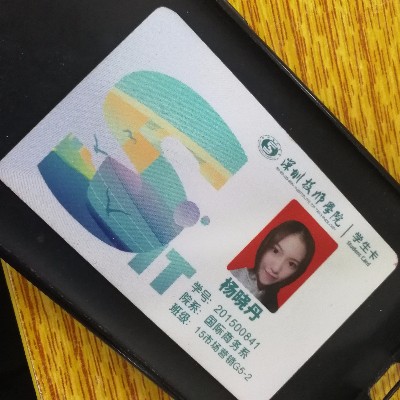 深圳技师学院
学生卡
Student Card
SIT
杨晓丹
学号: 201500841
院系: 国际商务系
班级: 15市场营销G5-2